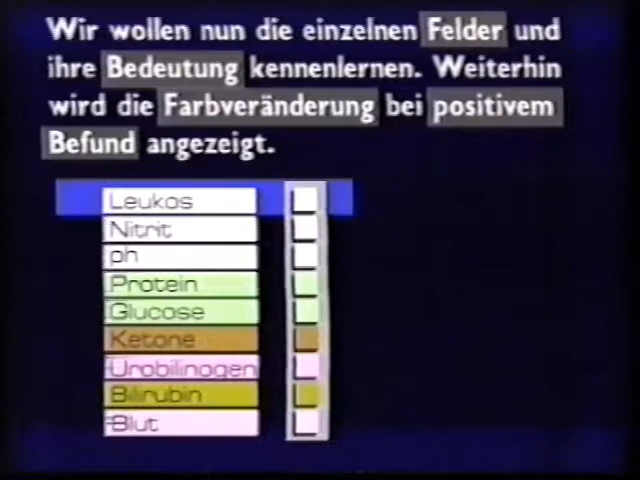 Wir wollen nun die einzelnen Felder und
ihre Bedeutung kennenlernen. Weiterhin
wird die Farbveränderung bei positivem
Befund angezeigt.
Leukos
Nitrit
ph
Protein
Glucose
Ketone
Urobilinogen
Bilirubin
Blut